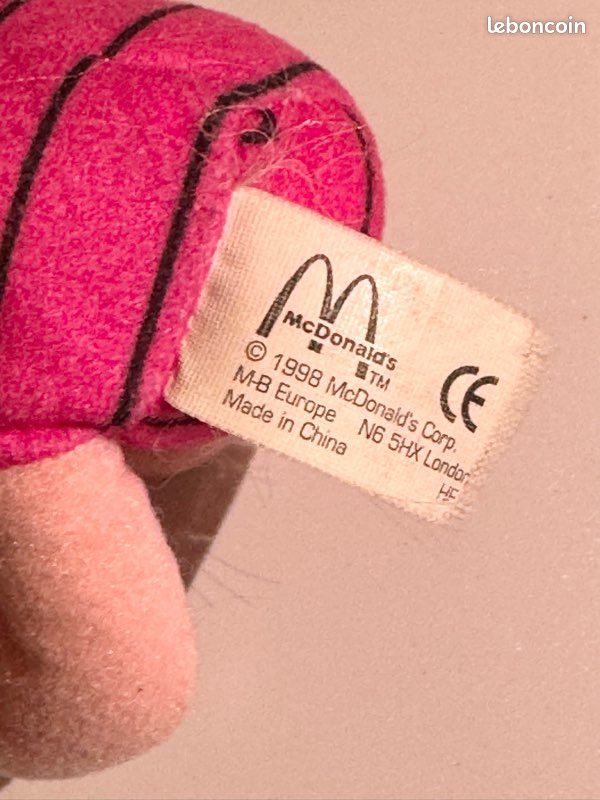 leboncoin
McDonald's
TM
© 1998 McDonald's Corp.
M-B Europe N6 5HX London
Made in China
HF
CE